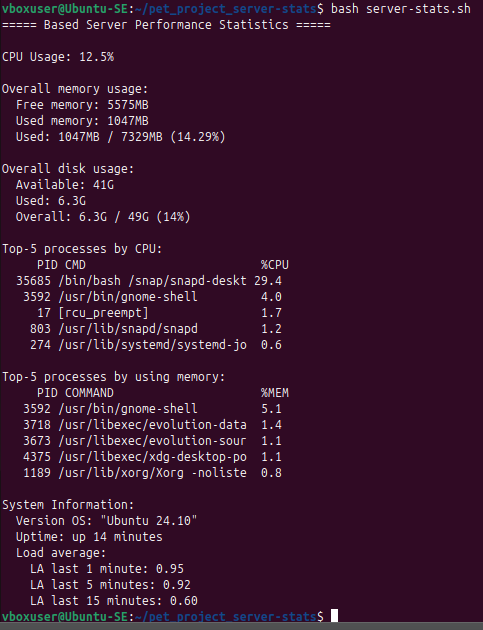 vboxuser@Ubuntu-SE:~/pet_project_server-stats$ bash server-stats.sh
===== Based Server Performance Statistics =====

CPU Usage: 12.5%

Overall memory usage:
  Free memory: 5575MB
  Used memory: 1047MB
  Used: 1047MB / 7329MB (14.29%)

Overall disk usage:
  Available: 41G
  Used: 6.3G
  Overall: 6.3G / 49G (14%)

Top-5 processes by CPU:
     PID CMD                         %CPU
  35685 /bin/bash /snap/snapd-deskt 29.4
   3592 /usr/bin/gnome-shell         4.0
     17 [rcu_preempt]                1.7
    803 /usr/lib/snapd/snapd         1.2
    274 /usr/lib/systemd/systemd-jo  0.6

Top-5 processes by using memory:
     PID COMMAND                     %MEM
   3592 /usr/bin/gnome-shell         5.1
   3718 /usr/libexec/evolution-data  1.4
   3673 /usr/libexec/evolution-sour  1.1
   4375 /usr/libexec/xdg-desktop-po  1.1
   1189 /usr/lib/xorg/Xorg -noliste  0.8

System Information:
  Version OS: "Ubuntu 24.10"
  Uptime: up 14 minutes
  Load average:
    LA last 1 minute: 0.95
    LA last 5 minutes: 0.92
    LA last 15 minutes: 0.60
vboxuser@Ubuntu-SE:~/pet_project_server-stats$